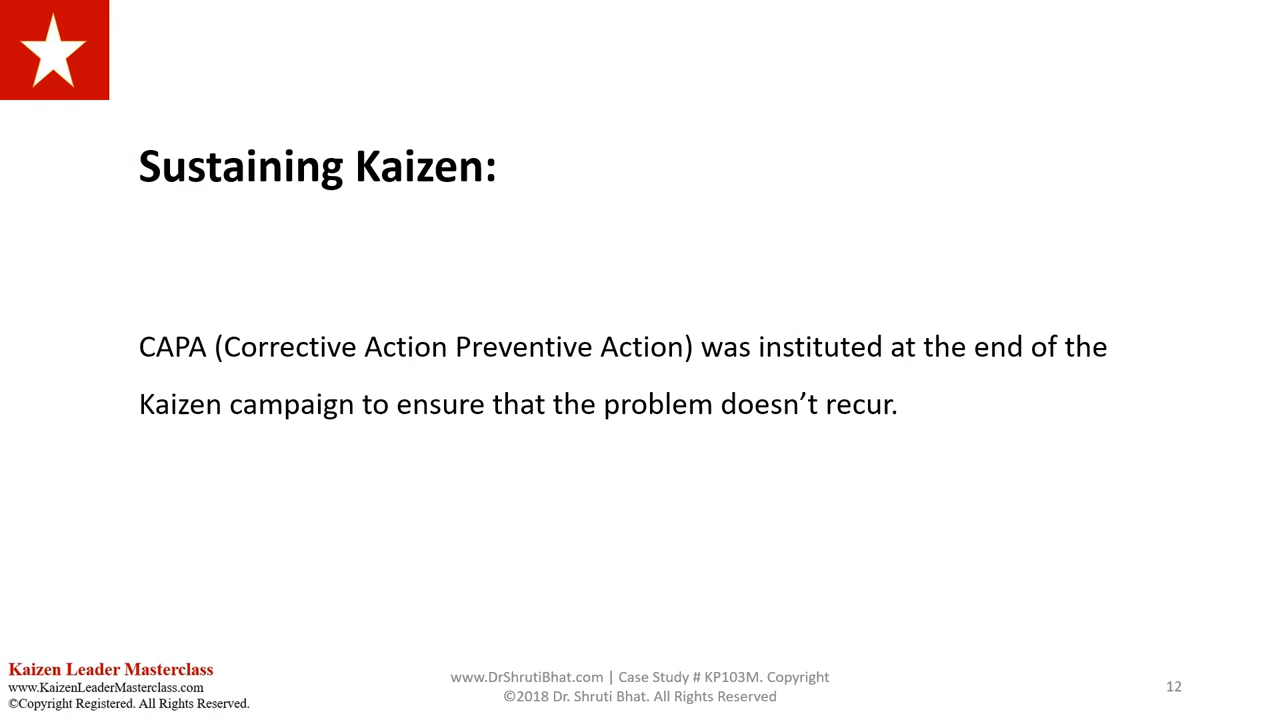 Sustaining Kaizen:
CAPA (Corrective Action Preventive Action) was instituted at the end of the
Kaizen campaign to ensure that the problem doesn’t recur.
Kaizen Leader Masterclass
www.KaizenLeaderMasterclass.com
©Copyright Registered. All Rights Reserved.
www.DrShrutiBhat.com | Case Study # KP103M. Copyright
©2018 Dr. Shruti Bhat. All Rights Reserved
12